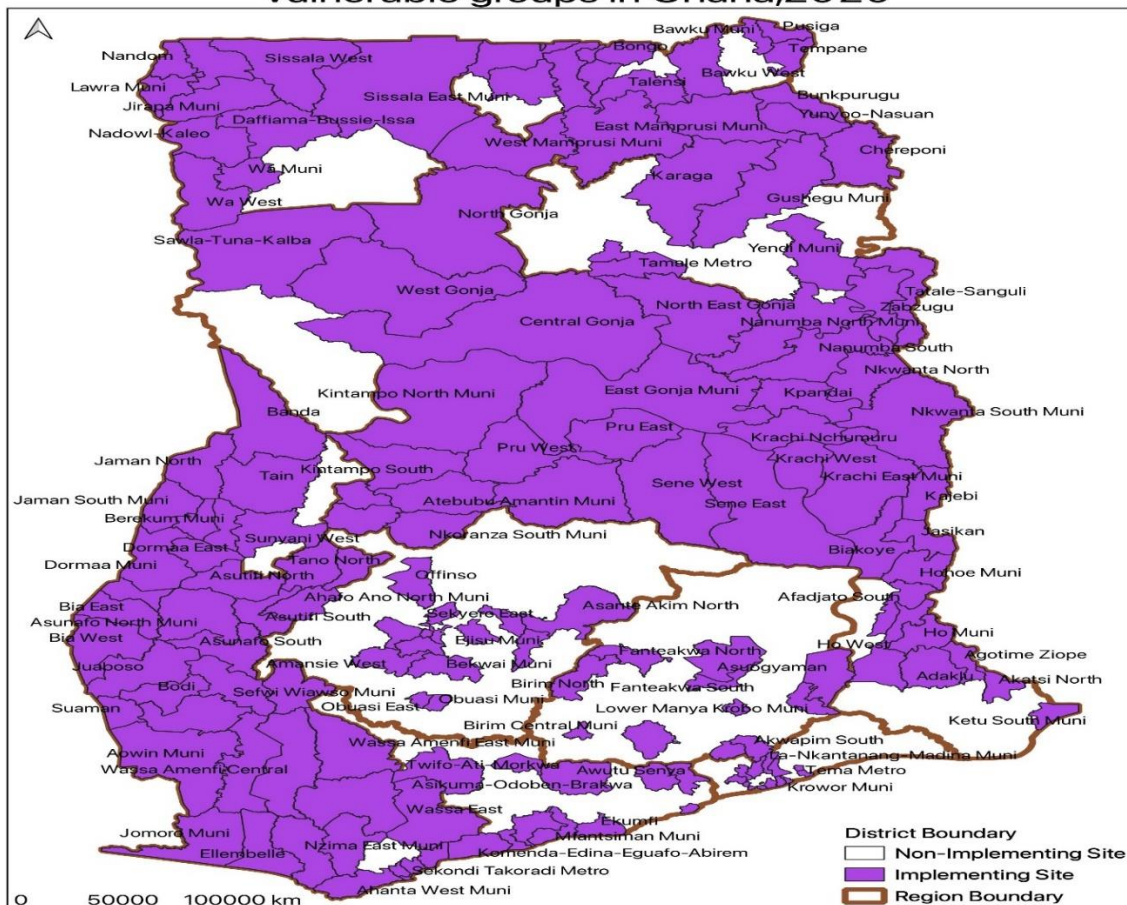 vulnerable groups in Ghana,2020
Bawku Muni
Pusiga
Nandom
Sissala West
Bongo
Tempane
Lawra Muni
Sissala East Muni
Talensi
Bawku West
Jirapa Muni
Bunkpurugu
Nadowl-Kaleo
Daffiama-Bussie-Issa
East Mamprusi Muni
Yunyoo-Nasuan
West Mamprusi Muni
Chereponi
Wa Muni
Karaga
Wa West
North Gonja
Gushegu Muni
Sawla-Tuna-Kalba
Yendi Muni
Tamale Metro
West Gonja
Tatale-Sanguli
North East Gonja
Zabzugu
Central Gonja
Nanumba North Muni
Nanumba South
Nkwanta North
Kintampo North Muni
East Gonja Muni
Kpandai
Banda
Nkwanta South Muni
Pru East
Krachi Nchumuru
Pru West
Jaman North
Kintampo South
Krachi West
Tain
Sene West
Krachi East Muni
Jaman South Muni
Atebubu Amantin Muni
Sene East
Kajebi
Berekum Muni
Sunyani West
Nkoranza South Muni
Jasikan
Dormaa East
Tano North
Biakoye
Dormaa Muni
Asutifi North
Offinso
Hohoe Muni
Ahafo Ano North Muni
Afadjato South
Bia East
Sekyere East
Asante Akim North
Asunafo North Muni
Asutifi South
Ho Muni
Bia West
Asunafo South
Ejisu Muni
Ho West
Fanteakwa North
Agotime Ziope
Juaboso
Amansie West
Bekwai Muni
Asuogyaman
Adaklu
Akatsi North
Bodi
Sefwi Wiawso Muni
Birim North
Fanteakwa South
Suaman
Obuasi East
Obuasi Muni
Lower Manya Krobo Muni
Ketu South Muni
Birim Central Muni
Aowin Muni
Wassa Amenfi East Muni
Akwapim South
La-Nkantanang-Madina Muni
Wassa Amenfi Central
Twifo-Ati-Morkwa
Awutu Senya
Tema Metro
Asikuma-Odoben-Brakwa
Krowor Muni
Wassa East
Ekumfi
Jomoro Muni
Mfantsiman Muni
Nzima East Muni
Ellembelle
Komenda-Edina-Eguafo-Abirem
Sekondi Takoradi Metro
Ahanta West Muni
District Boundary
Non-Implementing Site
Implementing Site
Region Boundary
0 50000 100000 km